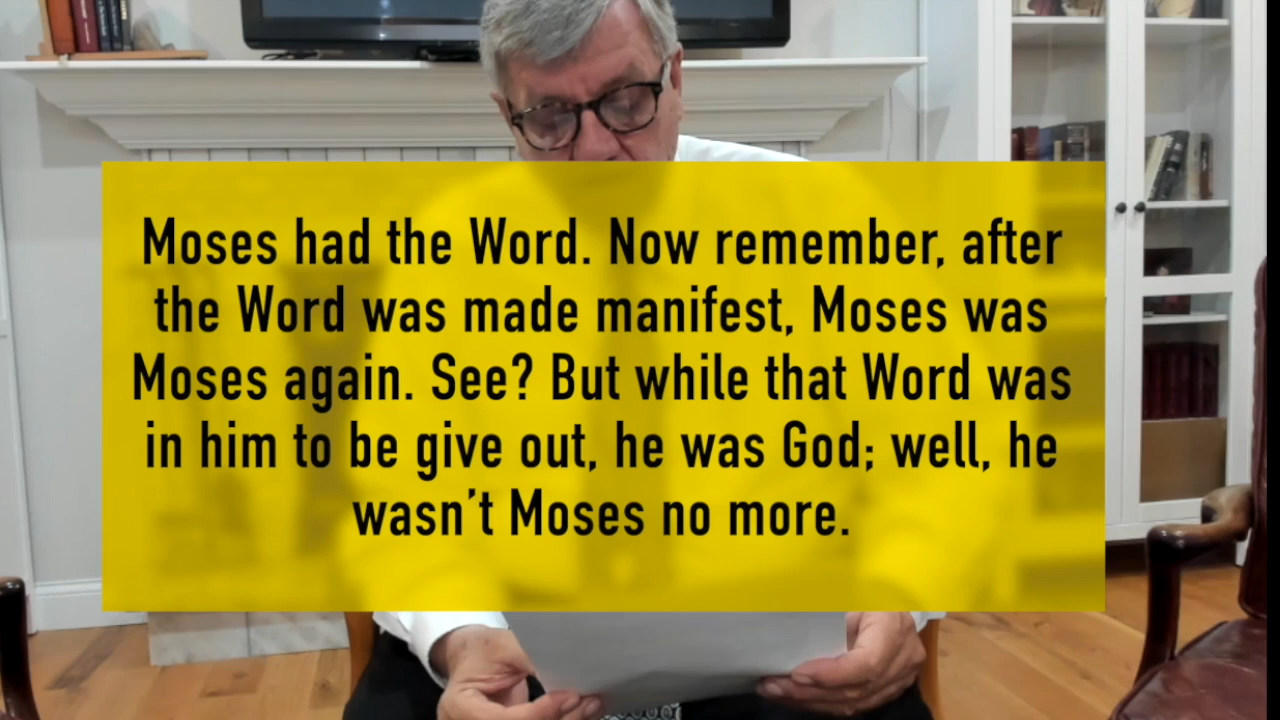 Moses had the Word. Now remember, after
the Word was made manifest, Moses was
Moses again. See? But while that Word was
in him to be give out, he was God; well, he
wasn't Moses no more.